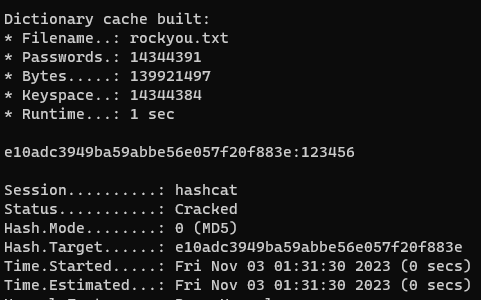 Dictionary cache built:
* Filename..: rockyou.txt
* Passwords.: 14344391
* Bytes.....: 139921497
* Keyspace..: 14344384
* Runtime...: 1 sec
e10adc3949ba59abbe56e057f20f883e:123456
Session..........: hashcat
Status...........: Cracked
Hash.Mode........: 0 (MD5)
Hash.Target......: e10adc3949ba59abbe56e057f20f883e
Time.Started.....: Fri Nov 03 01:31:30 2023 (0 secs)
Time.Estimated...: Fri Nov 03 01:31:30 2023 (0 secs)